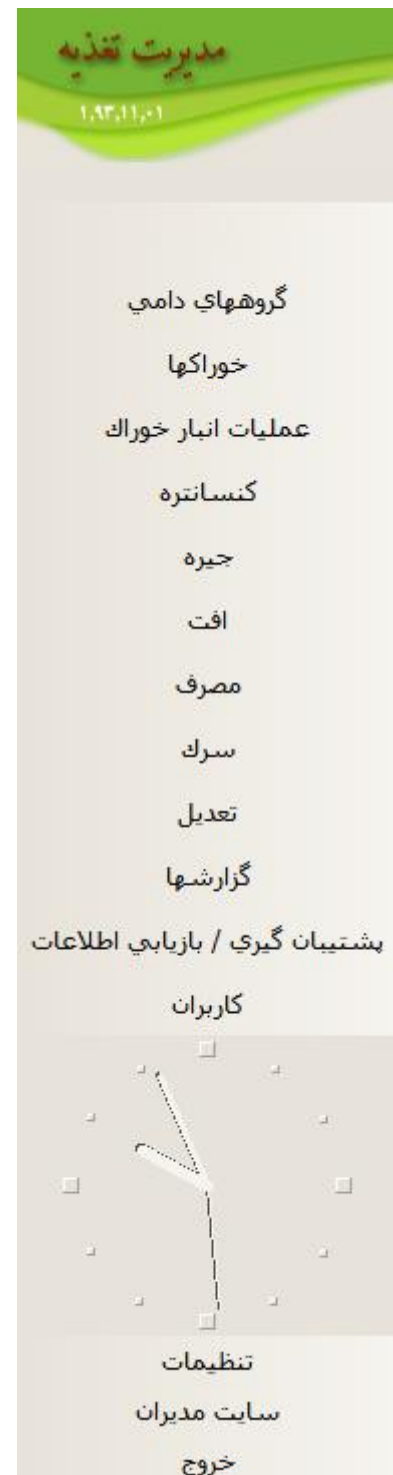 مديريت تغذيه
۱,۹۳,۱۱,۰۱
گروههاي دامي
خوراكها
عمليات انبار خوراك
كنسانتره
جيره
افت
مصرف
سرك
تعديل
گزارشها
پشتيبان گيري / بازيابي اطلاعات
كاربران
تنظيمات
سايت مديران
خروج